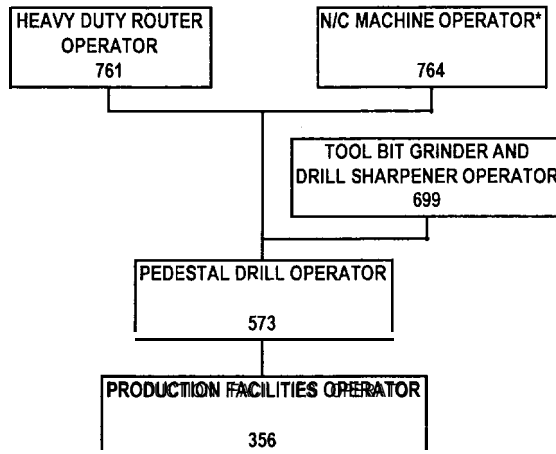 HEAVY DUTY ROUTER
OPERATOR
761
N/C MACHINE OPERATOR*
764
TOOL BIT GRINDER AND
DRILL SHARPENER OPERATOR
699
PEDESTAL DRILL OPERATOR
573
PRODUCTION FACILITIES OPERATOR
356